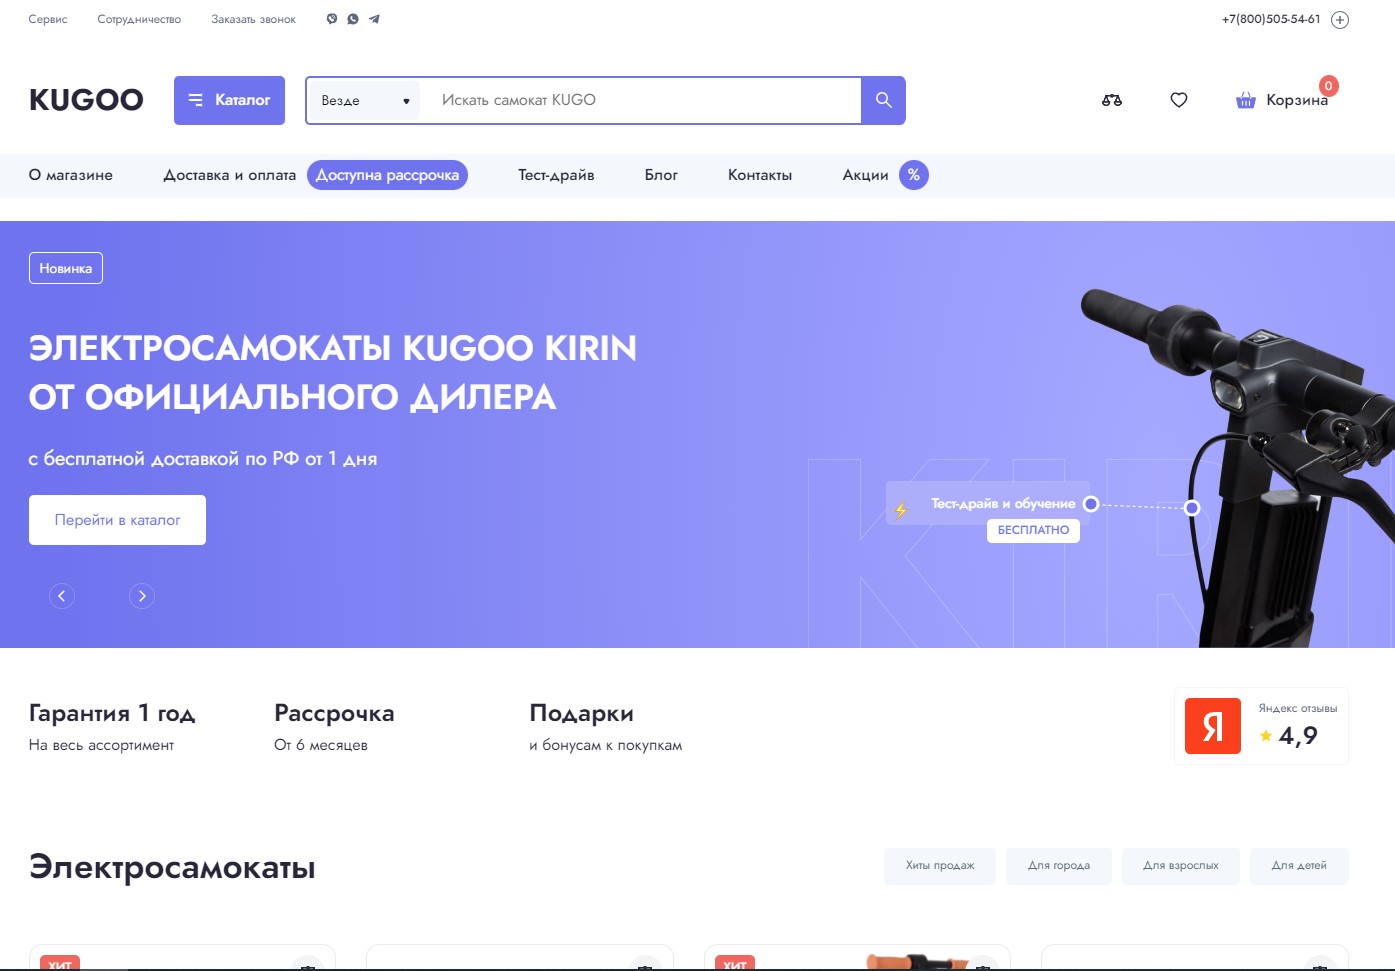 Сервис Сотрудничество Заказать звонок +7(800)505-54-61
KUGOO Каталог Везде Искать самокат KUGO Корзина 0
О магазине Доставка и оплата Доступна рассрочка Тест-драйв Блог Контакты Акции %
Новинка
ЭЛЕКТРОСАМОКАТЫ KUGOO KIRIN
ОТ ОФИЦИАЛЬНОГО ДИЛЕРА
с бесплатной доставкой по РФ от 1 дня
Перейти в каталог
KIRI
Тест-драйв и обучение
БЕСПЛАТНО
Гарантия 1 год Рассрочка Подарки
На весь ассортимент От 6 месяцев и бонусам к покупкам
Я Яндекс отзывы
4,9
Электросамокаты Хиты продаж Для города Для взрослых Для детей
ХИТ ХИТ